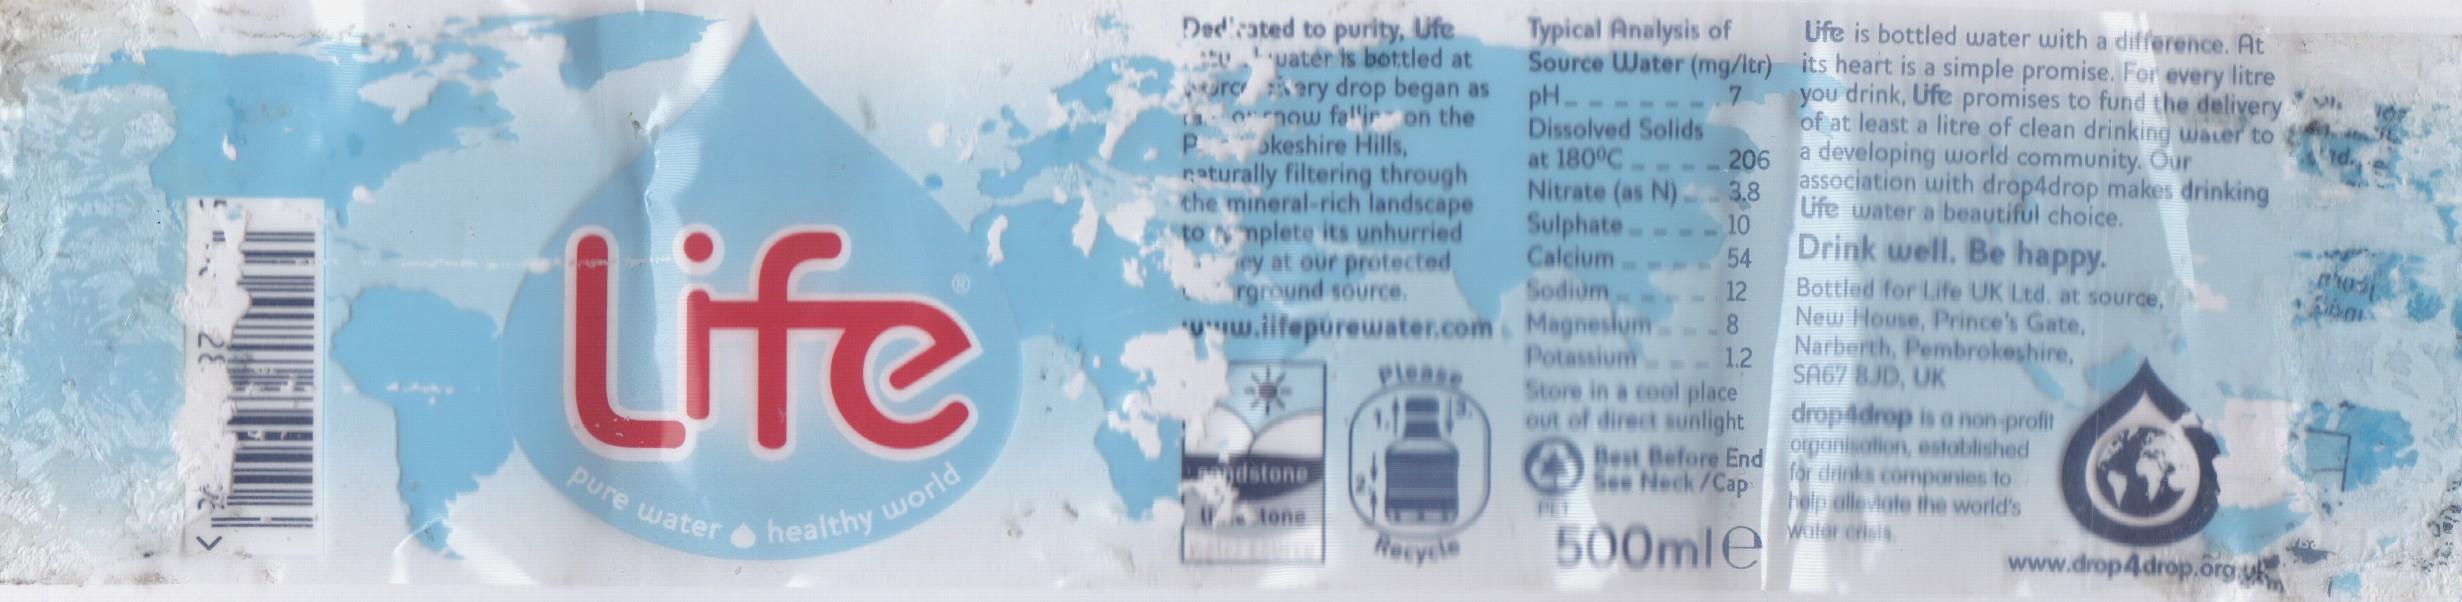 Life
®
pure water healthy world
to purity, Life
water is bottled at
drop began as
snow falling on the
Hills,
naturally filtering through
the mineral-rich landscape
to complete its unhurried
at our protected
source.
www.lifepurewater.com
sandstone
Please
1. 3.
2.
Recycle
Typical Analysis of
Source Water (mg/ltr)
pH 7
Dissolved Solids
at 180ºC 206
Nitrate (as N) 3.8
Sulphate 10
Calcium 54
Sodium 12
Magnesium 8
Potassium 1.2
Store in a cool place
out of direct sunlight
Best Before End
See Neck/Cap
PET
500ml e
Life is bottled water with a difference. At
its heart is a simple promise. For every litre
you drink, Life promises to fund the delivery
of at least a litre of clean drinking water to
a developing world community. Our
association with drop4drop makes drinking
Life water a beautiful choice.
Drink well. Be happy.
Bottled for Life UK Ltd. at source,
New House, Prince's Gate,
Narberth, Pembrokeshire,
SA67 8JD, UK
drop4drop is a non-profit
organisation, established
for drinks companies to
help alleviate the world's
water crisis.
www.drop4drop.org.uk